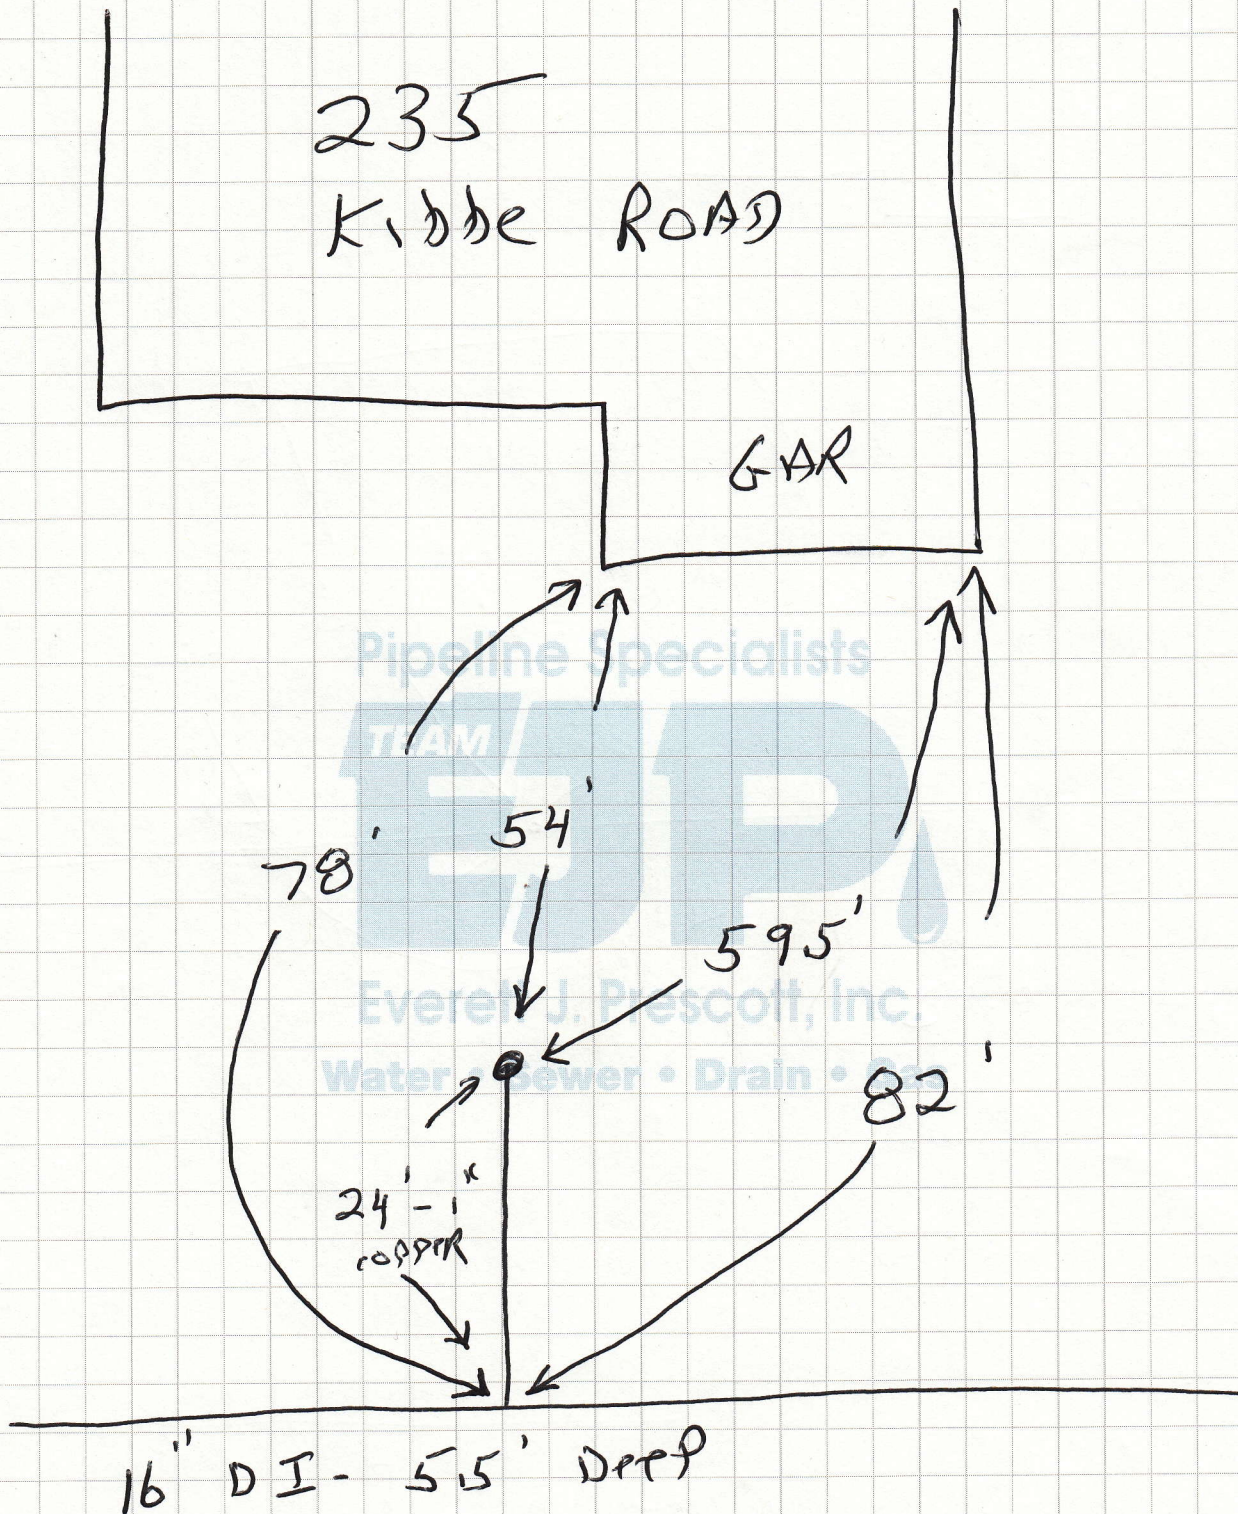 235
Kibbe ROAD
GAR
Pipeline Specialists
TEAM
EJP
54'
78'
595'
Everett J. Prescott, Inc.
Water • Sewer • Drain • Gas
82'
24' - 1"
COPPER
16" DI - 5.5' Deep